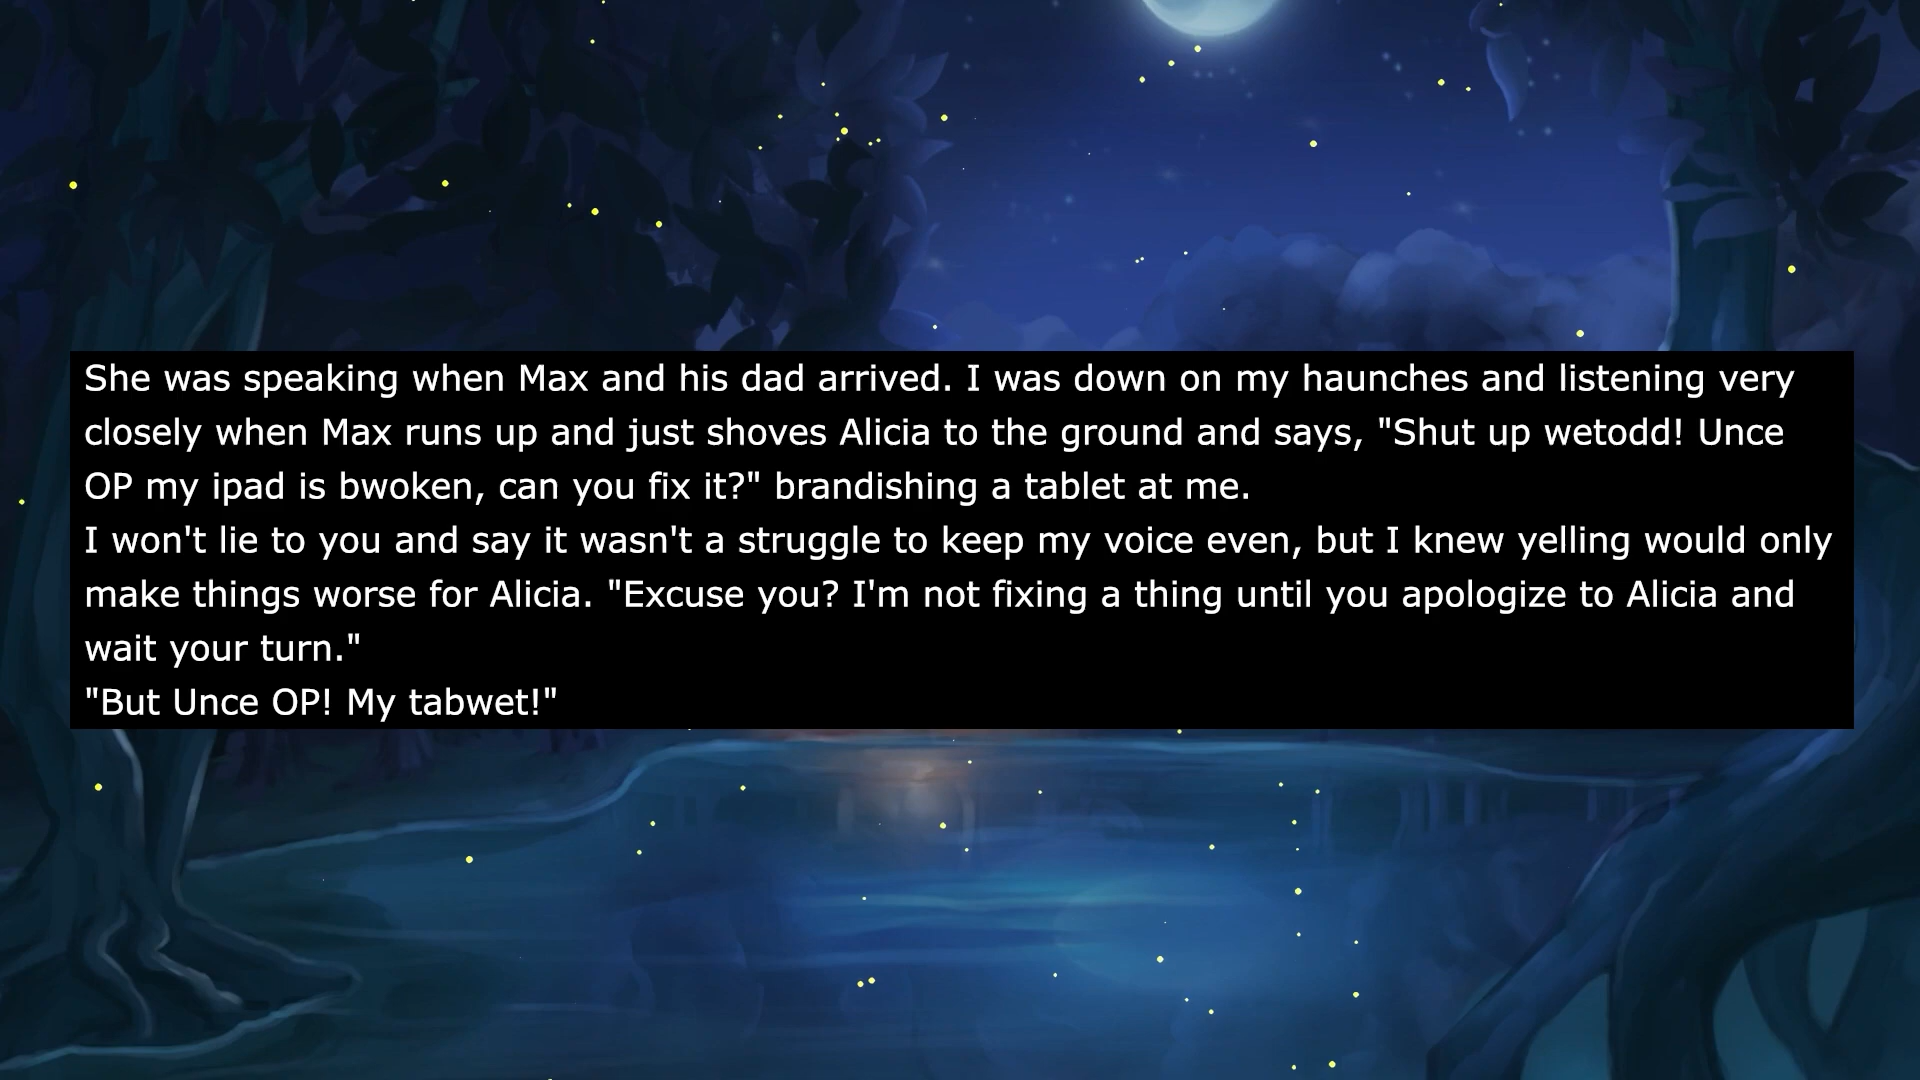 She was speaking when Max and his dad arrived. I was down on my haunches and listening very
closely when Max runs up and just shoves Alicia to the ground and says, "Shut up wetodd! Unce
OP my ipad is bwoken, can you fix it?" brandishing a tablet at me.
I won't lie to you and say it wasn't a struggle to keep my voice even, but I knew yelling would only
make things worse for Alicia. "Excuse you? I'm not fixing a thing until you apologize to Alicia and
wait your turn."
"But Unce OP! My tabwet!"